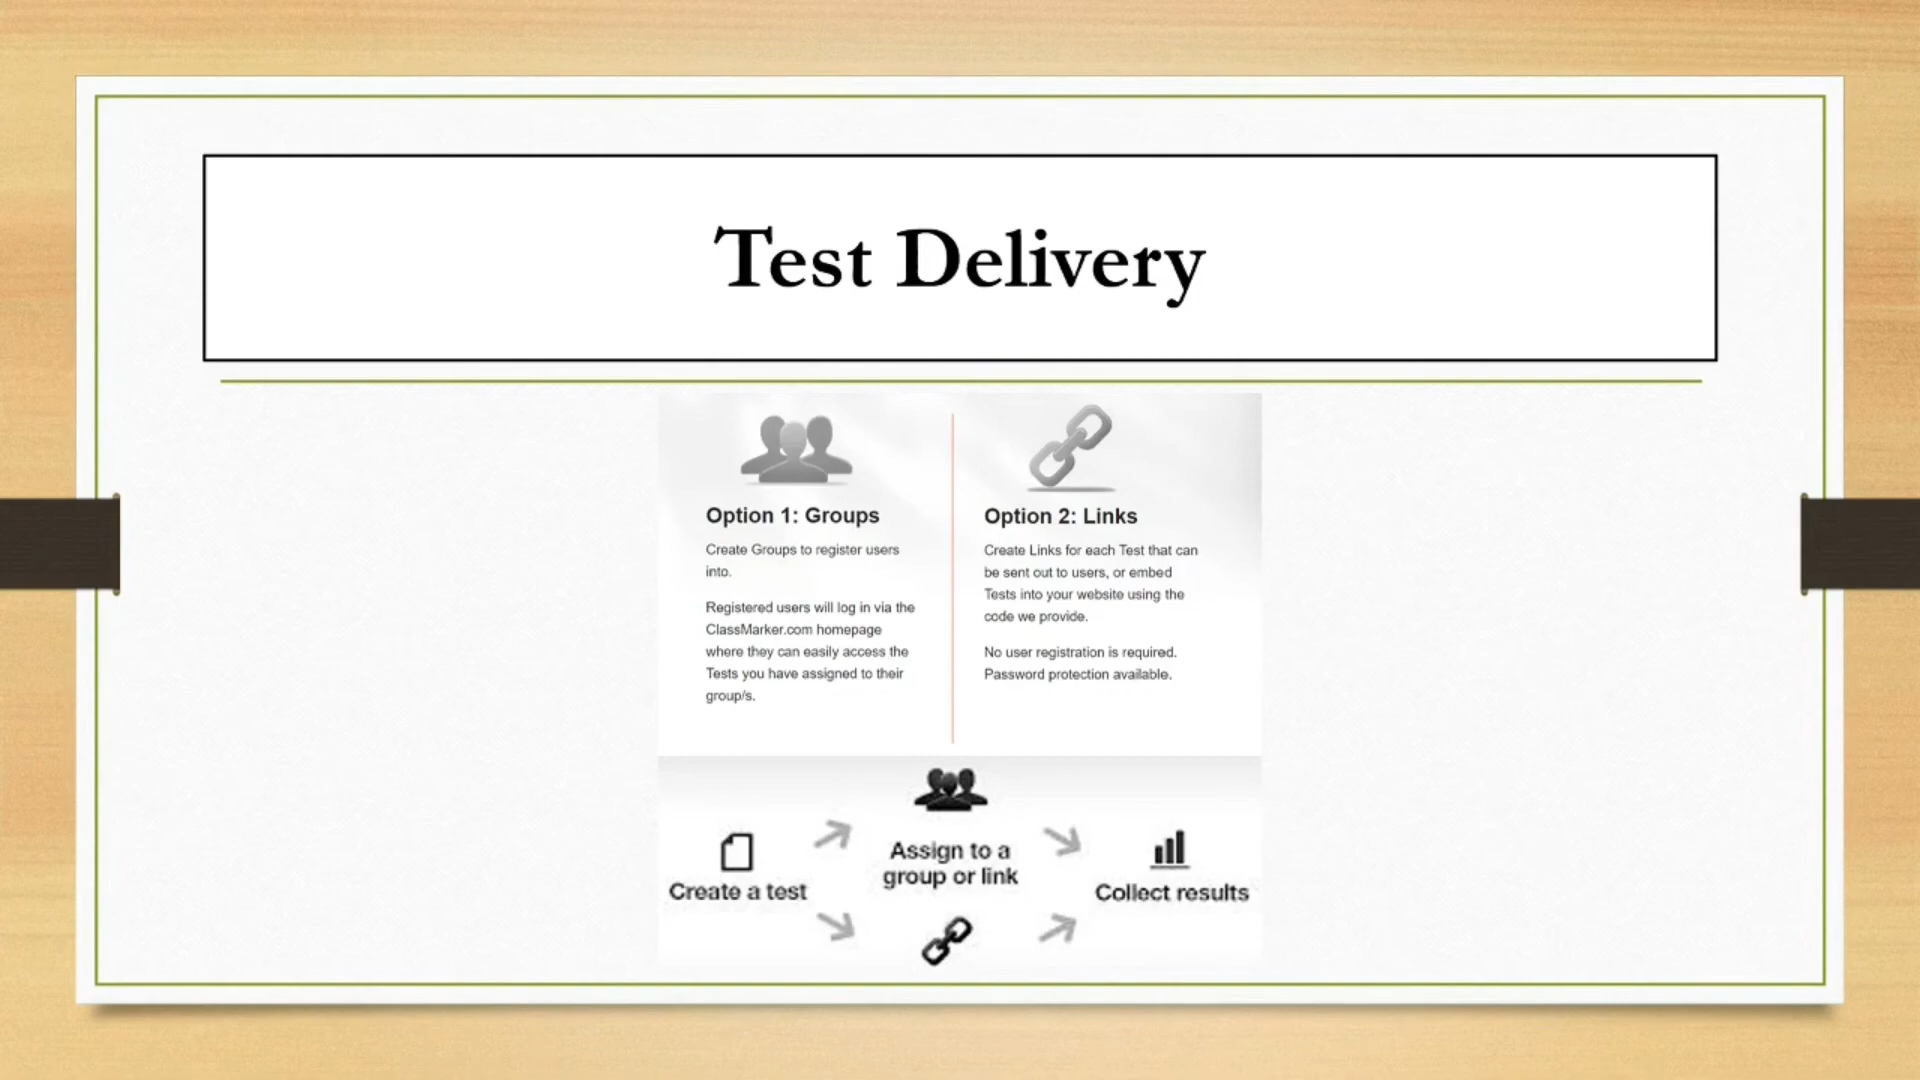 Test Delivery
Option 1: Groups
Create Groups to register users
into.
Registered users will log in via the
ClassMarker.com homepage
where they can easily access the
Tests you have assigned to their
group/s.
Option 2: Links
Create Links for each Test that can
be sent out to users, or embed
Tests into your website using the
code we provide.
No user registration is required.
Password protection available.
Create a test
Assign to a
group or link
Collect results